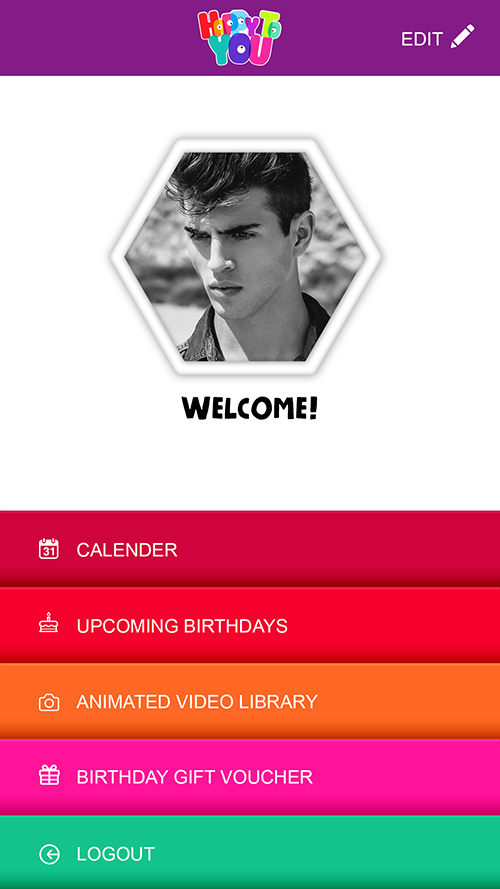 HAPPY TO
YOU
EDIT
WELCOME!
31
CALENDER
UPCOMING BIRTHDAYS
ANIMATED VIDEO LIBRARY
BIRTHDAY GIFT VOUCHER
LOGOUT